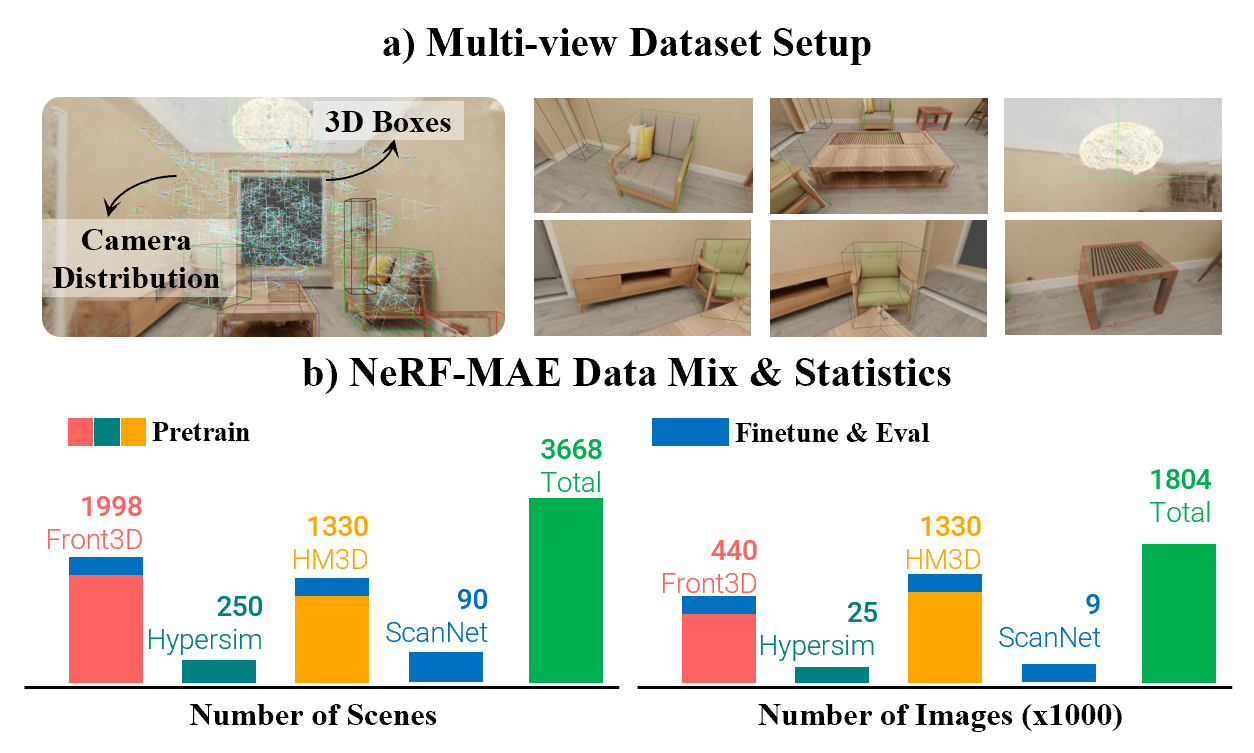 a) Multi-view Dataset Setup
3D Boxes
Camera
Distribution
b) NeRF-MAE Data Mix & Statistics
Pretrain
1998
Front3D
250
Hypersim
1330
HM3D
90
ScanNet
3668
Total
Number of Scenes
Finetune & Eval
440
Front3D
25
Hypersim
1330
HM3D
9
ScanNet
1804
Total
Number of Images (x1000)